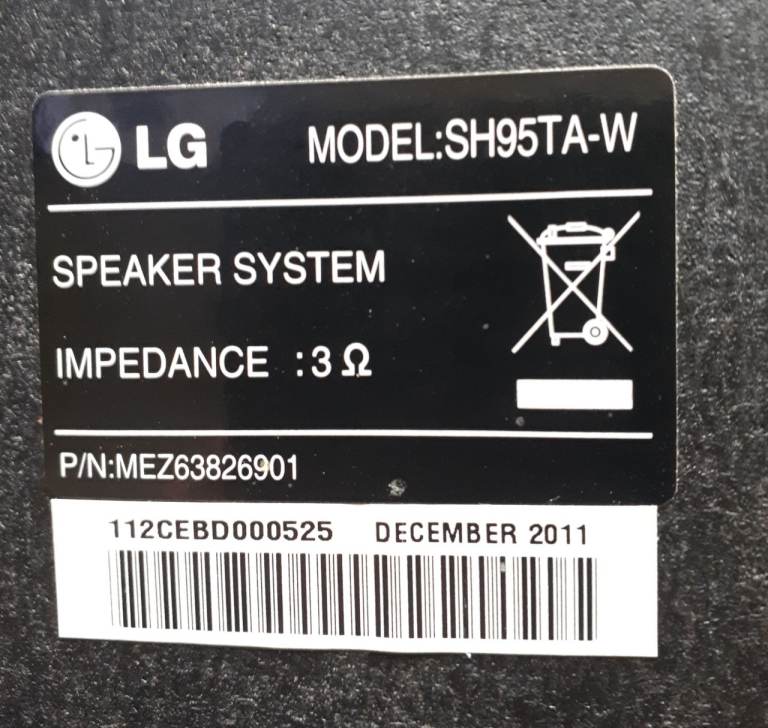 LG MODEL:SH95TA-W
SPEAKER SYSTEM
IMPEDANCE :3 Ω
P/N:MEZ63826901
112CEBD000525 DECEMBER 2011